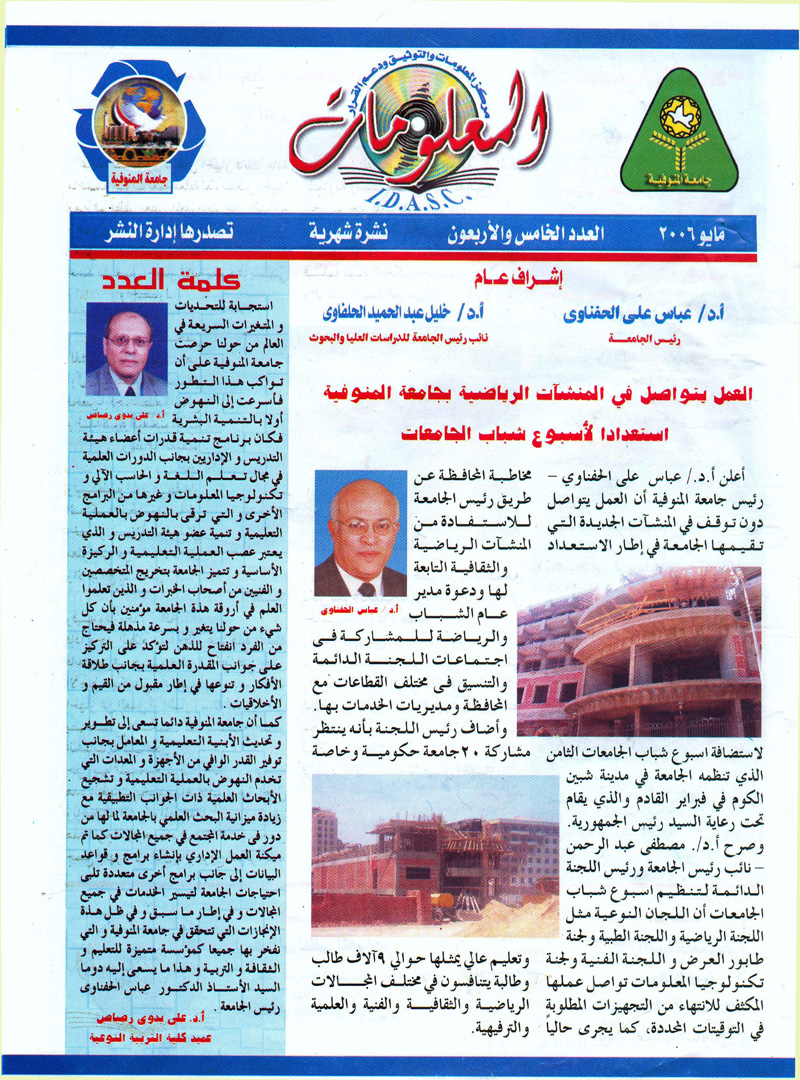 مركز المعلومات والتوثيق ودعم القرار
المعلومات
I.D.A.S.C.
جامعة المنوفية
جامعة المنوفية
مايو ٢٠٠٦
العدد الخامس والأربعون
نشرة شهرية
تصدرها إدارة النشر
إشراف عام
أ.د/ عباس على الحفناوى
رئيس الجامعة
أ.د/ خليل عبد الحميد الحلفاوى
نائب رئيس الجامعة للدراسات العليا والبحوث
العمل يتواصل في المنشآت الرياضية بجامعة المنوفية
استعدادا لأسبوع شباب الجامعات
أعلن أ.د./ عباس على الحفناوي –
رئيس جامعة المنوفية أن العمل يتواصل
دون توقف في المنشآت الجديدة التي
تقيمها الجامعة في إطار الاستعداد
لاستضافة اسبوع شباب الجامعات الثامن
الذي تنظمه الجامعة في مدينة شبين
الكوم في فبراير القادم والذي يقام
تحت رعاية السيد رئيس الجمهورية.
وصرح أ.د/. مصطفى عبد الرحمن
– نائب رئيس الجامعة ورئيس اللجنة
الدائمة لتنظيم اسبوع شباب
الجامعات أن اللجان النوعية مثل
اللجنة الرياضية واللجنة الطبية ولجنة
طابور العرض و اللجنة الفنية ولجنة
تكنولوجيا المعلومات تواصل عملها
المكثف للانتهاء من التجهيزات المطلوبة
في التوقيتات المحددة، كما يجرى حالياً
مخاطبة المحافظة عن
طريق رئيس الجامعة
للاستفادة من
المنشآت الرياضية
والثقافية التابعة
لها ودعوة مدير
عام الشباب
والرياضة للمشاركة فى
اجتماعات اللجنة الدائمة
والتنسيق فى مختلف القطاعات مع
المحافظة ومديريات الخدمات بها.
وأضاف رئيس اللجنة بأنه ينتظر
مشاركة ٢٠ جامعة حكومية وخاصة
وتعليم عالي يمثلها حوالي ٩ آلاف طالب
وطالبة يتنافسون في مختلف المجالات
الرياضية والثقافية والفنية والعلمية
والترفيهية.
أ.د/ عباس الحفناوى
كلمة العدد
استجابة للتحديات
و المتغيرات السريعة في
العالم من حولنا حرصت
جامعة المنوفية على أن
تواكب هذا التطور
فأسرعت إلى النهوض
أولا بالتنمية البشرية
أ.د/ على بدوى رصاص
فكان برنامج تنمية قدرات أعضاء هيئة
التدريس و الإداريين بجانب الدورات العلمية
في مجال تعلم اللغة و الحاسب الآلي و
تكنولوجيا المعلومات و غيرها من البرامج
الأخرى و التي ترقى بالنهوض بالعملية
التعليمية و تنمية عضو هيئة التدريس و الذي
يعتبر عصب العملية التعليمية و الركيزة
الأساسية و تتميز الجامعة بتخريج المتخصصين
و الفنيين من أصحاب الخبرات و الذين تعلموا
العلم في أروقة هذه الجامعة مؤمنين بأن كل
شيء من حولنا يتغير و بسرعة مذهلة فيحتاج
من الفرد انفتاح للذهن لتؤكد على التركيز
على جوانب المقدرة العلمية بجانب طلاقة
الأفكار و تنوعها في إطار مقبول من القيم و
الأخلاقيات .
كما أن جامعة المنوفية دائما تسعى إلى تطوير
و تحديث الأبنية التعليمية و المعامل بجانب
توفير القدر الوافي من الأجهزة و المعدات التي
تخدم النهوض بالعملية التعليمية و تشجيع
الأبحاث العلمية ذات الجوانب التطبيقية مع
زيادة ميزانية البحث العلمي بالجامعة لما لها من
دور فى خدمة المجتمع في جميع المجالات كما تم
ميكنة العمل الإداري بإنشاء برامج و قواعد
البيانات إلى جانب برامج أخرى متعددة تلبى
احتياجات الجامعة لتيسير الخدمات في جميع
المجالات و في إطار ما سبق و في ظل هذه
الإنجازات التي تتحقق في جامعة المنوفية و التي
نفخر بها جميعا كمؤسسة متميزة للتعليم و
الثقافة و التربية و هذا ما يسعى إليه دوما
السيد الأستاذ الدكتور عباس الحفناوى
رئيس الجامعة .
أ.د. على بدوى رصاص
عميد كلية التربية النوعية